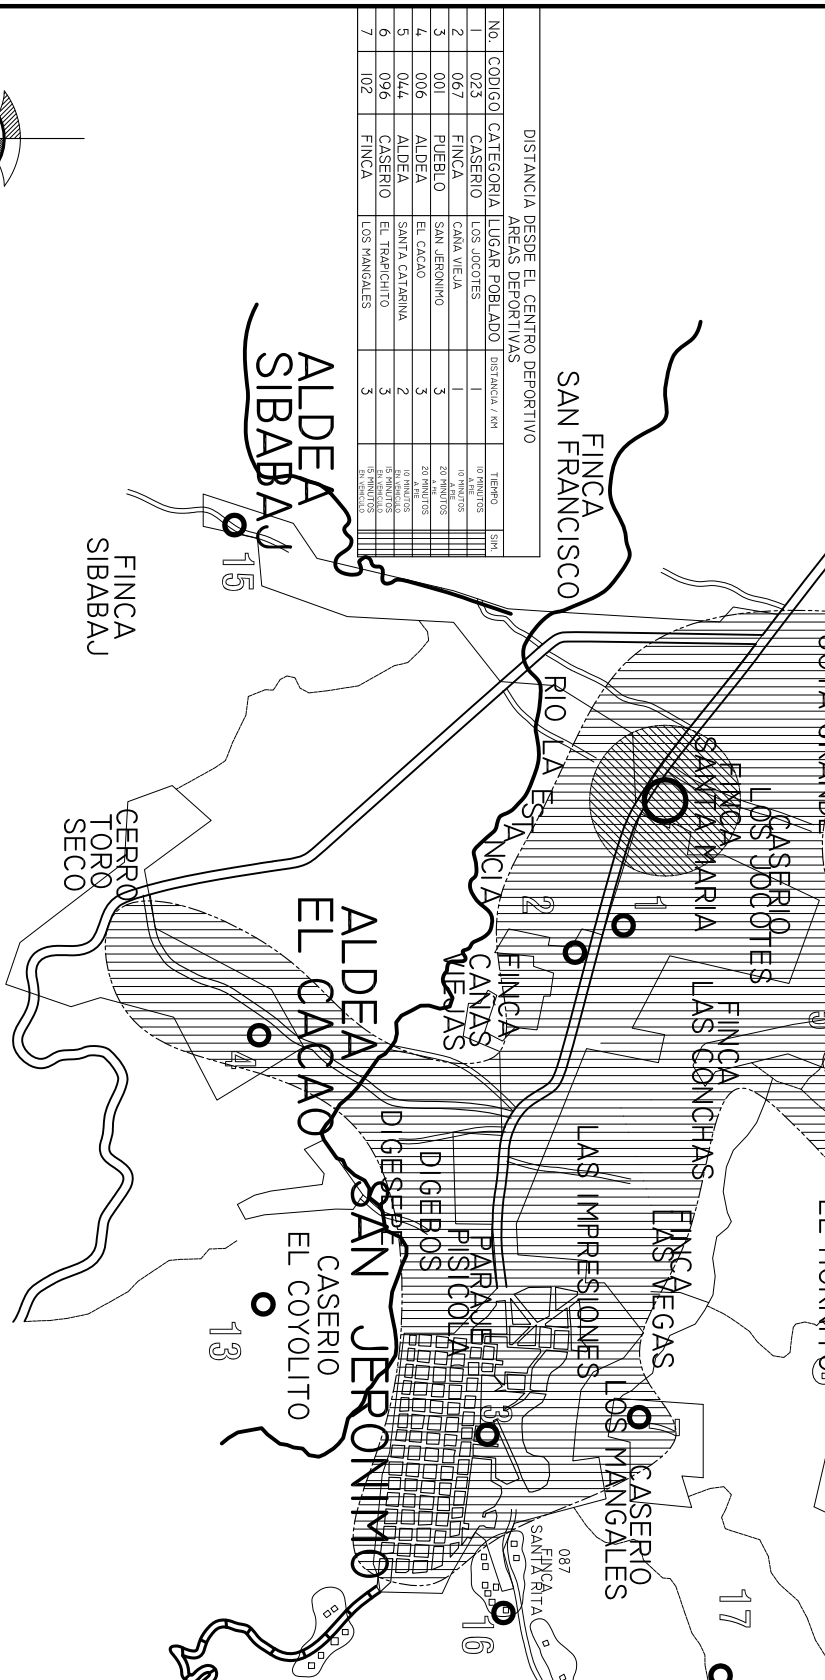 DISTANCIA DESDE EL CENTRO DEPORTIVO
AREAS DEPORTIVAS
No. CODIGO CATEGORIA LUGAR POBLADO DISTANCIA / KM TIEMPO SIM.
1 023 CASERIO LOS JOCOTES 1 10 MINUTOS A PIE
2 067 FINCA CAÑA VIEJA 1 10 MINUTOS A PIE
3 001 PUEBLO SAN JERONIMO 3 20 MINUTOS A PIE
4 006 ALDEA EL CACAO 3 20 MINUTOS A PIE
5 044 ALDEA SANTA CATARINA 2 10 MINUTOS EN VEHICULO
6 096 CASERIO EL TRAPICHITO 3 15 MINUTOS EN VEHICULO
7 102 FINCA LOS MANGALES 3 15 MINUTOS EN VEHICULO
FINCA
SAN FRANCISCO
ALDEA
SIBABAJ
15
FINCA
SIBABAJ
RIO LA ESTANCIA
FINCA
SANTA MARIA
CASERIO
LOS JOCOTES
1
2
CERRO
TORO
SECO
ALDEA
EL CACAO
4
FINCA
CAÑAS
VIEJAS
FINCA
LAS CONCHAS
DIGESEPE
DIGEBOS
PARAJE
PISICOLA
LAS IMPRESIONES
FINCA
LAS VEGAS
SAN JERONIMO
CASERIO
EL COYOLITO
13
3
7
CASERIO
LOS MANGALES
087
FINCA
SANTA RITA
16
17